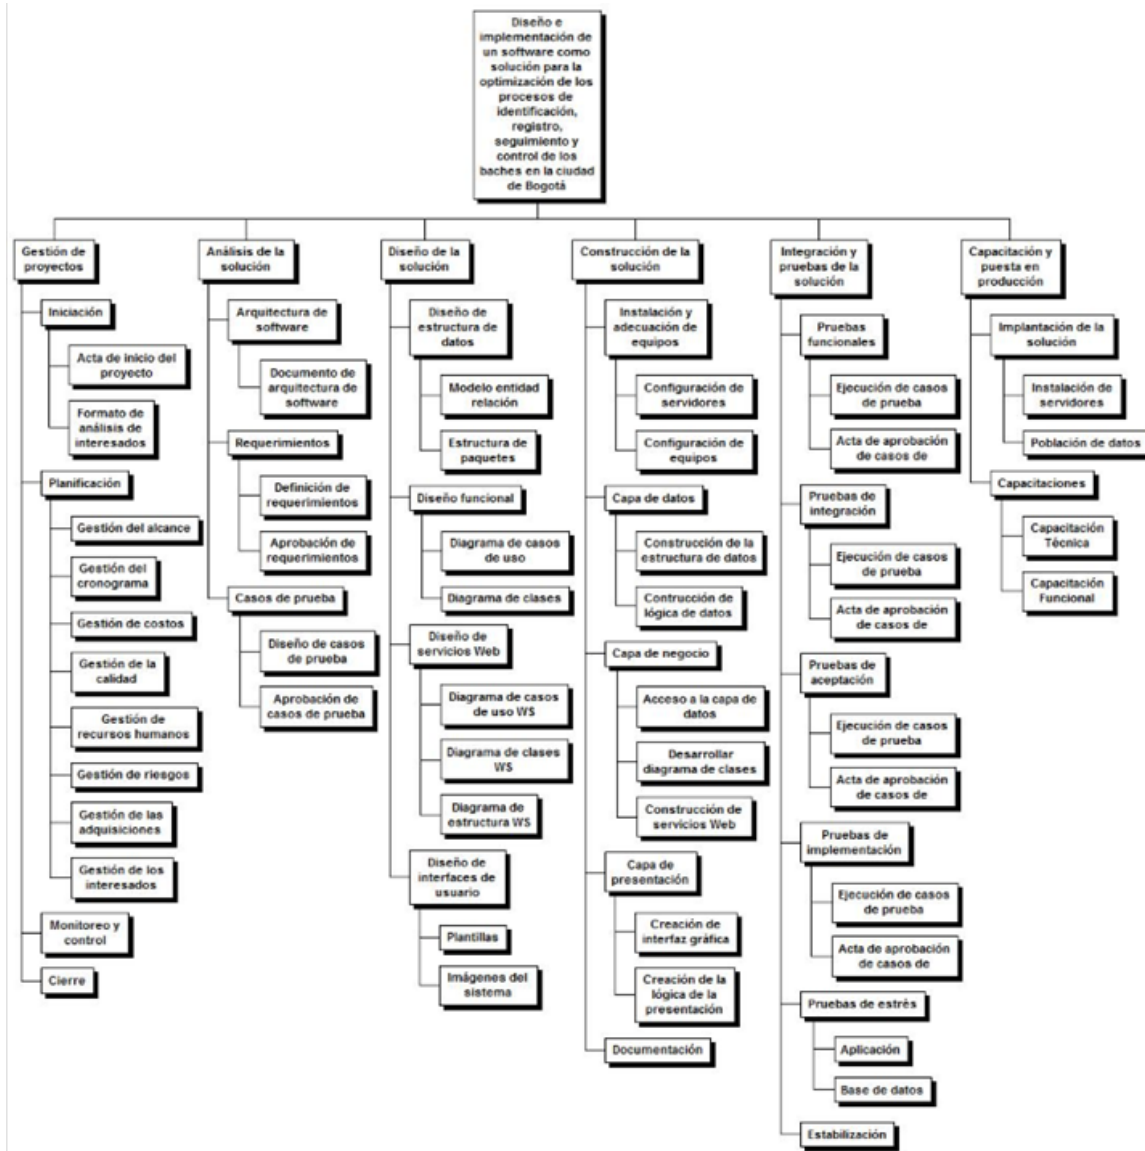 Diseño e
implementación de
un software como
solución para la
optimización de los
procesos de
identificación,
registro,
seguimiento y
control de los
baches en la ciudad
de Bogotá
Gestión de
proyectos
Iniciación
Acta de inicio del
proyecto
Formato de
análisis de
interesados
Planificación
Gestión del alcance
Gestión del
cronograma
Gestión de costos
Gestión de la
calidad
Gestión de
recursos humanos
Gestión de riesgos
Gestión de las
adquisiciones
Gestión de los
interesados
Monitoreo y
control
Cierre
Análisis de la
solución
Arquitectura de
software
Documento de
arquitectura de
software
Requerimientos
Definición de
requerimientos
Aprobación de
requerimientos
Casos de prueba
Diseño de casos
de prueba
Aprobación de
casos de prueba
Diseño de la
solución
Diseño de
estructura de
datos
Modelo entidad
relación
Estructura de
paquetes
Diseño funcional
Diagrama de casos
de uso
Diagrama de clases
Diseño de
servicios Web
Diagrama de casos
de uso WS
Diagrama de clases
WS
Diagrama de
estructura WS
Diseño de
interfaces de
usuario
Plantillas
Imágenes del
sistema
Construcción de la
solución
Instalación y
adecuación de
equipos
Configuración de
servidores
Configuración de
equipos
Capa de datos
Construcción de la
estructura de datos
Contrucción de
lógica de datos
Capa de negocio
Acceso a la capa de
datos
Desarrollar
diagrama de clases
Construcción de
servicios Web
Capa de
presentación
Creación de
interfaz gráfica
Creación de la
lógica de la
presentación
Documentación
Integración y
pruebas de la
solución
Pruebas
funcionales
Ejecución de casos
de prueba
Acta de aprobación
de casos de
Pruebas de
integración
Ejecución de casos
de prueba
Acta de aprobación
de casos de
Pruebas de
aceptación
Ejecución de casos
de prueba
Acta de aprobación
de casos de
Pruebas de
implementación
Ejecución de casos
de prueba
Acta de aprobación
de casos de
Pruebas de estrès
Aplicación
Base de datos
Estabilización
Capacitación y
puesta en
producción
Implantación de la
solución
Instalación de
servidores
Población de datos
Capacitaciones
Capacitación
Técnica
Capacitación
Funcional